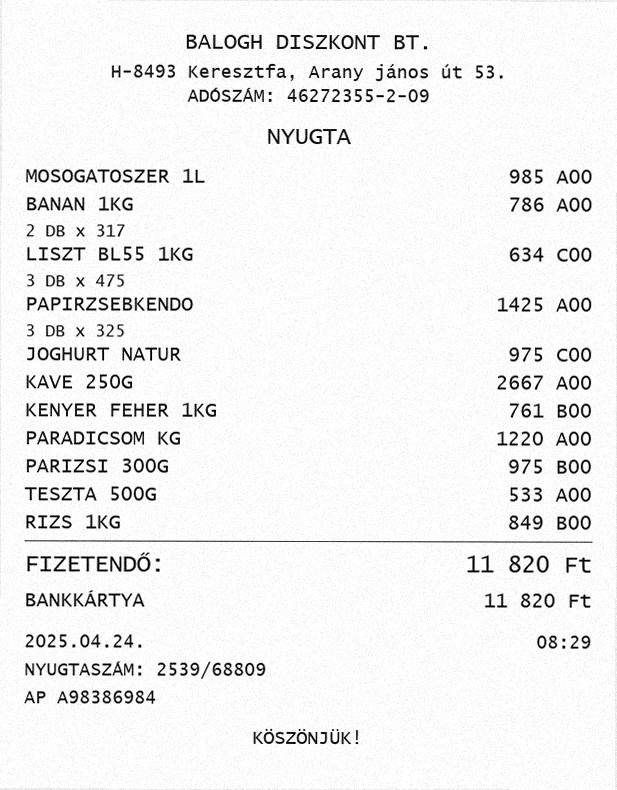 BALOGH DISZKONT BT.
H-8493 Keresztfa, Arany jános út 53.
ADÓSZÁM: 46272355-2-09
NYUGTA
MOSOGATOSZER 1L 985 A00
BANAN 1KG 786 A00
2 DB x 317
LISZT BL55 1KG 634 C00
3 DB x 475
PAPIRZSEBKENDO 1425 A00
3 DB x 325
JOGHURT NATUR 975 C00
KAVE 250G 2667 A00
KENYER FEHER 1KG 761 B00
PARADICSOM KG 1220 A00
PARIZSI 300G 975 B00
TESZTA 500G 533 A00
RIZS 1KG 849 B00
FIZETENDŐ: 11 820 Ft
BANKKÁRTYA 11 820 Ft
2025.04.24. 08:29
NYUGTASZÁM: 2539/68809
AP A98386984
KÖSZÖNJÜK!